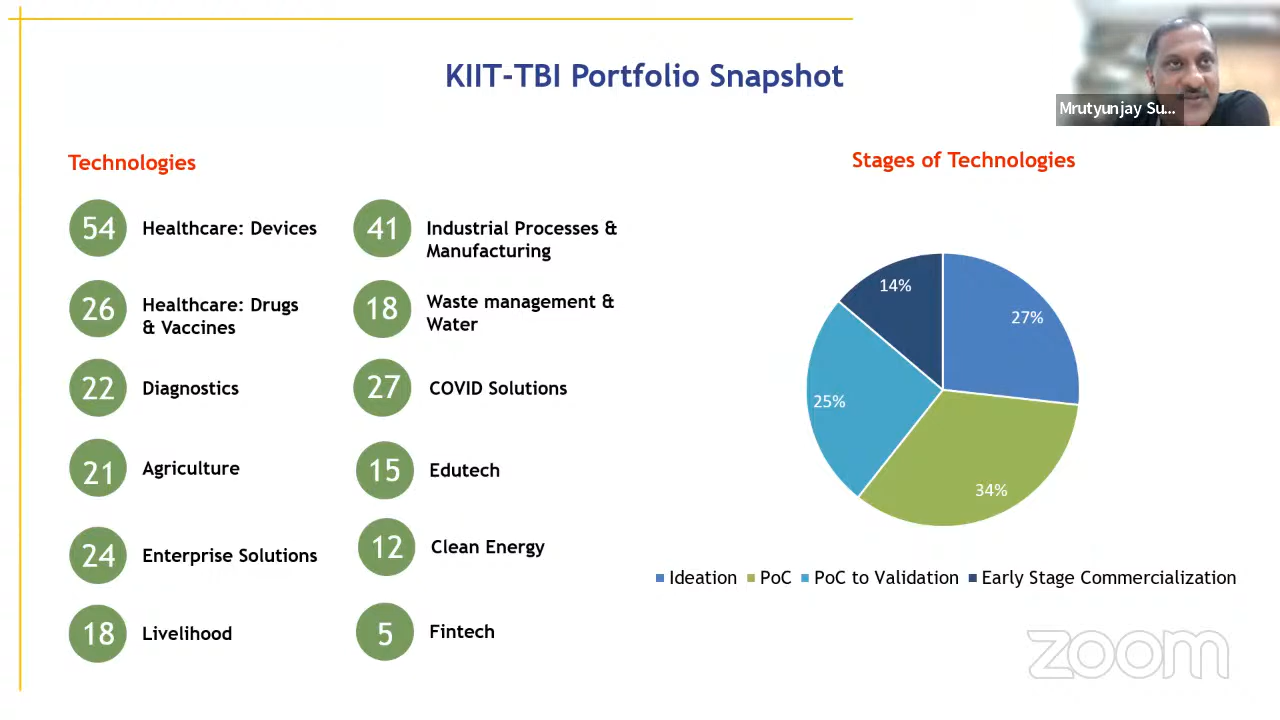 KIIT-TBI Portfolio Snapshot
Mrutyunjay Su...
Technologies
54 Healthcare: Devices
26 Healthcare: Drugs
& Vaccines
22 Diagnostics
21 Agriculture
24 Enterprise Solutions
18 Livelihood
41 Industrial Processes &
Manufacturing
18 Waste management &
Water
27 COVID Solutions
15 Edutech
12 Clean Energy
5 Fintech
Stages of Technologies
14%
27%
25%
34%
Ideation PoC PoC to Validation Early Stage Commercialization
zoom